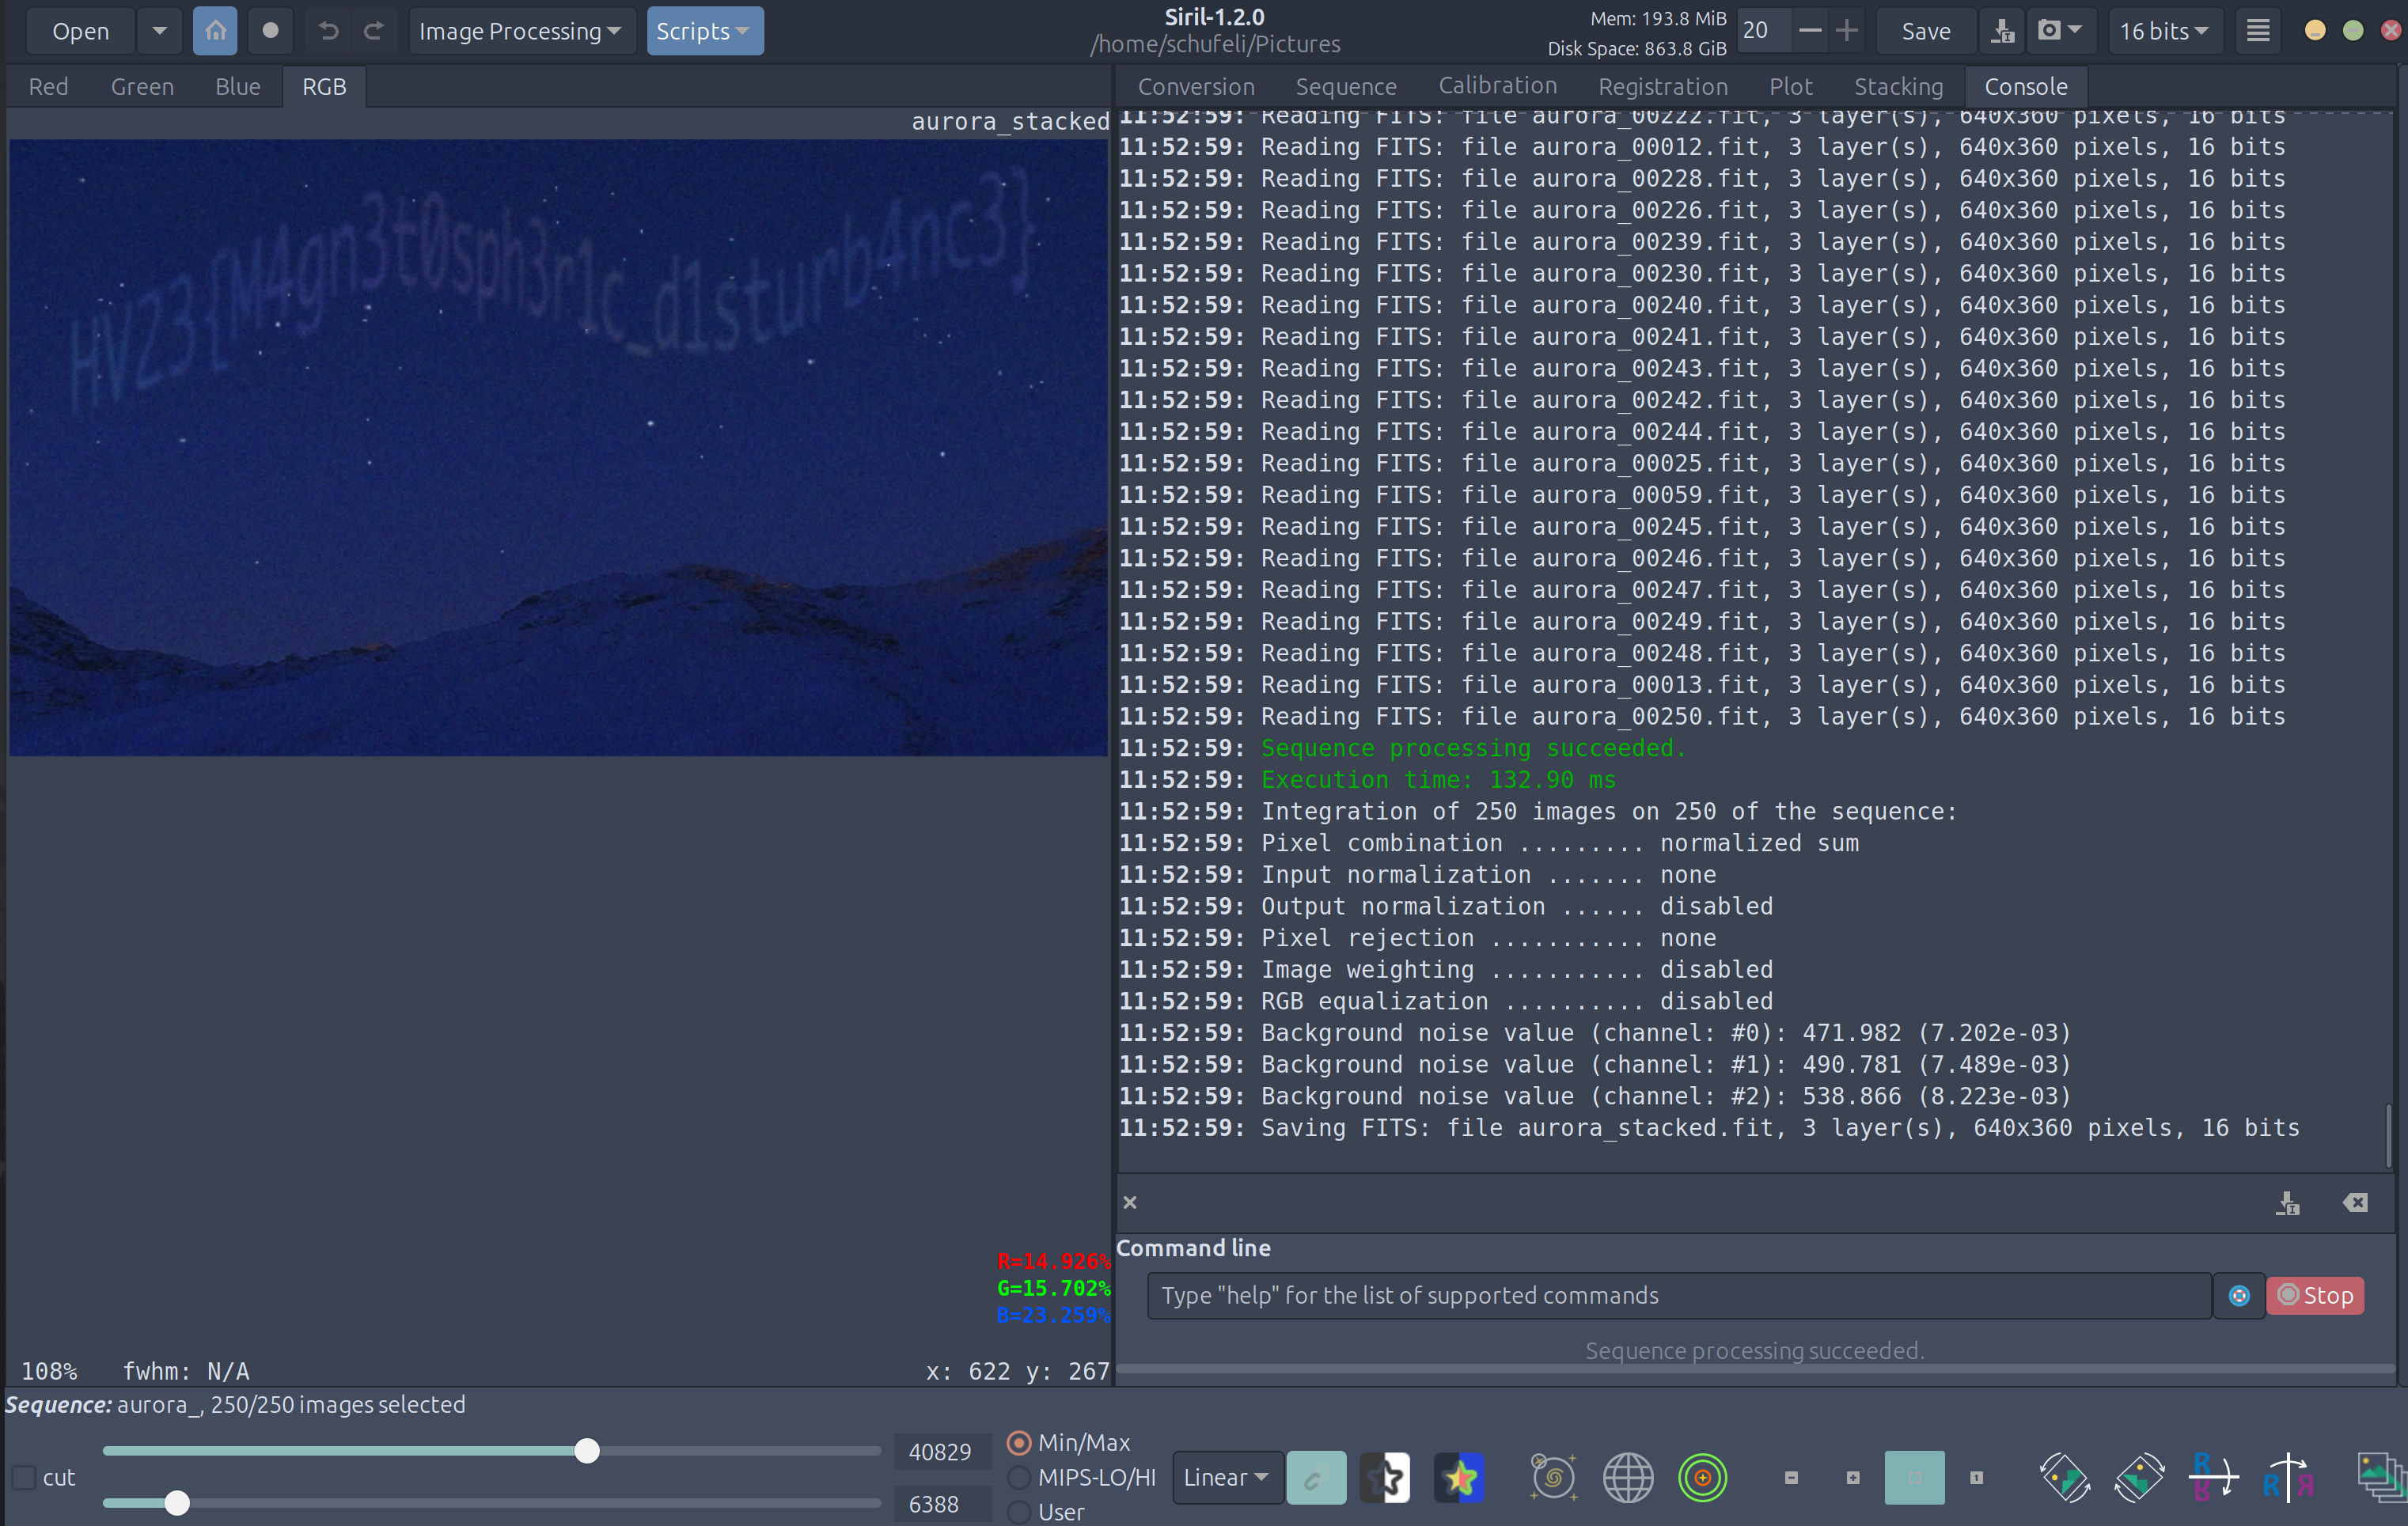 Open
Image Processing
Scripts
Siril-1.2.0
/home/schufeli/Pictures
Mem: 193.8 MiB
Disk Space: 863.8 GiB
20
Save
16 bits
Red Green Blue RGB
Conversion Sequence Calibration Registration Plot Stacking Console
aurora_stacked
HV23{M4gn3t0sph3r1c_d1sturb4nc3}
11:52:59: Reading FITS: file aurora_00222.fit, 3 layer(s), 640x360 pixels, 16 bits
11:52:59: Reading FITS: file aurora_00012.fit, 3 layer(s), 640x360 pixels, 16 bits
11:52:59: Reading FITS: file aurora_00228.fit, 3 layer(s), 640x360 pixels, 16 bits
11:52:59: Reading FITS: file aurora_00226.fit, 3 layer(s), 640x360 pixels, 16 bits
11:52:59: Reading FITS: file aurora_00239.fit, 3 layer(s), 640x360 pixels, 16 bits
11:52:59: Reading FITS: file aurora_00230.fit, 3 layer(s), 640x360 pixels, 16 bits
11:52:59: Reading FITS: file aurora_00240.fit, 3 layer(s), 640x360 pixels, 16 bits
11:52:59: Reading FITS: file aurora_00241.fit, 3 layer(s), 640x360 pixels, 16 bits
11:52:59: Reading FITS: file aurora_00243.fit, 3 layer(s), 640x360 pixels, 16 bits
11:52:59: Reading FITS: file aurora_00242.fit, 3 layer(s), 640x360 pixels, 16 bits
11:52:59: Reading FITS: file aurora_00244.fit, 3 layer(s), 640x360 pixels, 16 bits
11:52:59: Reading FITS: file aurora_00025.fit, 3 layer(s), 640x360 pixels, 16 bits
11:52:59: Reading FITS: file aurora_00059.fit, 3 layer(s), 640x360 pixels, 16 bits
11:52:59: Reading FITS: file aurora_00245.fit, 3 layer(s), 640x360 pixels, 16 bits
11:52:59: Reading FITS: file aurora_00246.fit, 3 layer(s), 640x360 pixels, 16 bits
11:52:59: Reading FITS: file aurora_00247.fit, 3 layer(s), 640x360 pixels, 16 bits
11:52:59: Reading FITS: file aurora_00249.fit, 3 layer(s), 640x360 pixels, 16 bits
11:52:59: Reading FITS: file aurora_00248.fit, 3 layer(s), 640x360 pixels, 16 bits
11:52:59: Reading FITS: file aurora_00013.fit, 3 layer(s), 640x360 pixels, 16 bits
11:52:59: Reading FITS: file aurora_00250.fit, 3 layer(s), 640x360 pixels, 16 bits
11:52:59: Sequence processing succeeded.
11:52:59: Execution time: 132.90 ms
11:52:59: Integration of 250 images on 250 of the sequence:
11:52:59: Pixel combination ......... normalized sum
11:52:59: Input normalization ....... none
11:52:59: Output normalization ...... disabled
11:52:59: Pixel rejection ........... none
11:52:59: Image weighting ........... disabled
11:52:59: RGB equalization .......... disabled
11:52:59: Background noise value (channel: #0): 471.982 (7.202e-03)
11:52:59: Background noise value (channel: #1): 490.781 (7.489e-03)
11:52:59: Background noise value (channel: #2): 538.866 (8.223e-03)
11:52:59: Saving FITS: file aurora_stacked.fit, 3 layer(s), 640x360 pixels, 16 bits
Command line
Type "help" for the list of supported commands
Stop
Sequence processing succeeded.
R=14.926%
G=15.702%
B=23.259%
108% fwhm: N/A x: 622 y: 267
Sequence: aurora_, 250/250 images selected
cut
40829
6388
Min/Max
MIPS-LO/HI
User
Linear